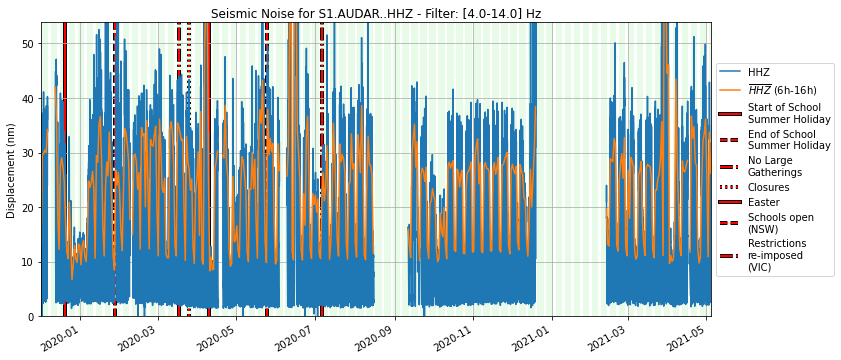 Seismic Noise for S1.AUDAR..HHZ - Filter: [4.0-14.0] Hz
Displacement (nm)
50
40
30
20
10
0
2020-01
2020-03
2020-05
2020-07
2020-09
2020-11
2021-01
2021-03
2021-05
HHZ
HHZ (6h-16h)
Start of School
Summer Holiday
End of School
Summer Holiday
No Large
Gatherings
Closures
Easter
Schools open
(NSW)
Restrictions
re-imposed
(VIC)